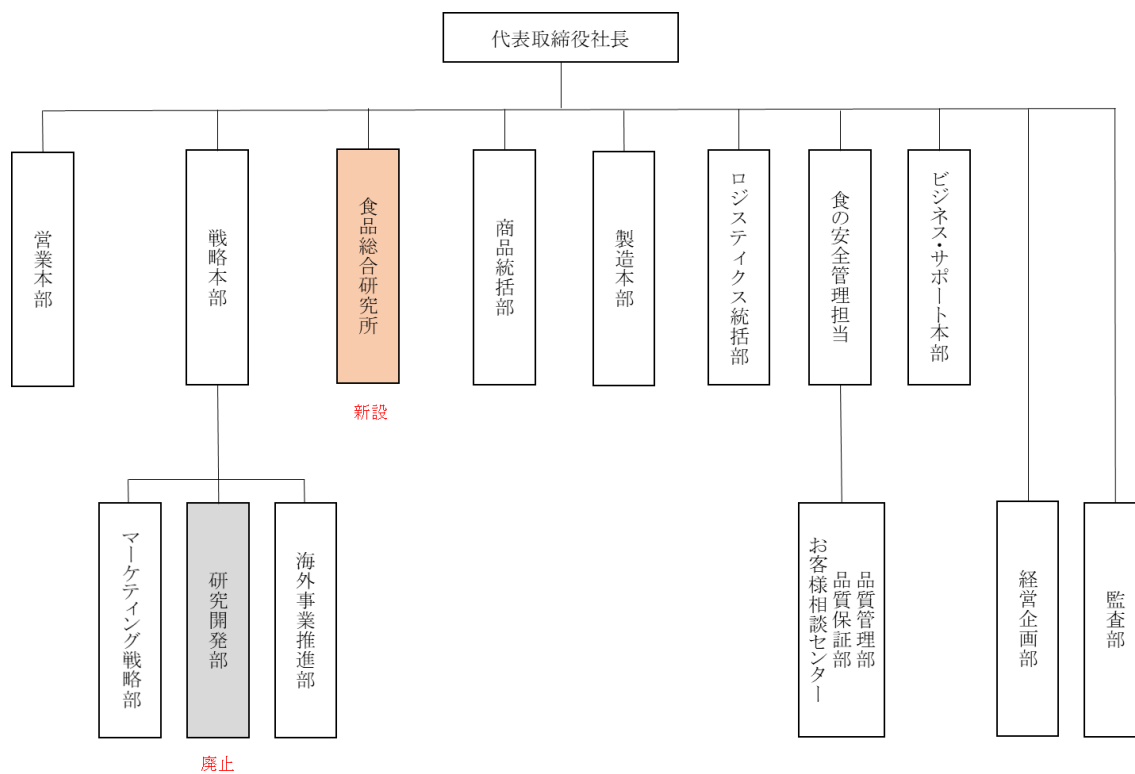 代表取締役社長
営業本部
戦略本部
食品総合研究所
商品統括部
製造本部
ロジスティクス統括部
食の安全管理担当
ビジネス・サポート本部
新設
マーケティング戦略部
研究開発部
海外事業推進部
品質管理部
品質保証部
お客様相談センター
経営企画部
監査部
廃止